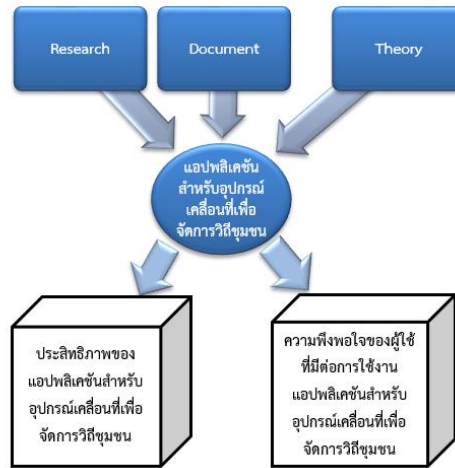 Research
Document
Theory
แอปพลิเคชัน
สำหรับอุปกรณ์
เคลื่อนที่เพื่อ
จัดการวิถีชุมชน
ประสิทธิภาพของ
แอปพลิเคชันสำหรับ
อุปกรณ์เคลื่อนที่เพื่อ
จัดการวิถีชุมชน
ความพึงพอใจของผู้ใช้
ที่มีต่อการใช้งาน
แอปพลิเคชันสำหรับ
อุปกรณ์เคลื่อนที่เพื่อ
จัดการวิถีชุมชน